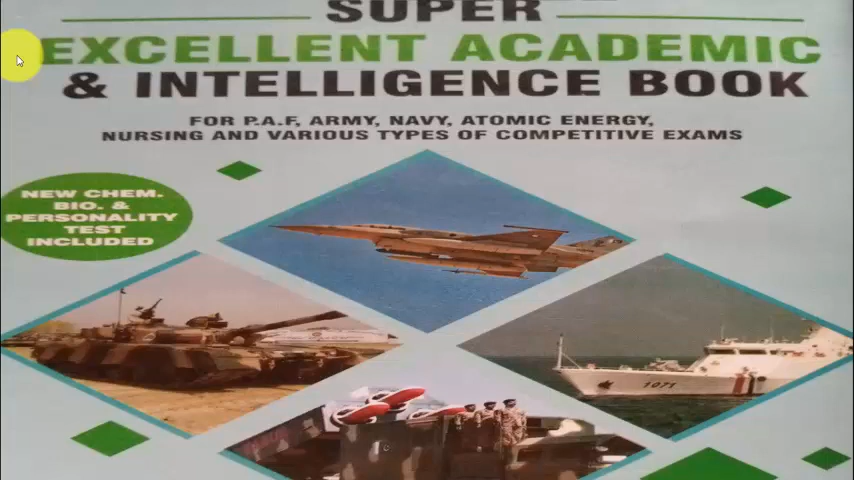 SUPER
EXCELLENT ACADEMIC
& INTELLIGENCE BOOK
FOR P.A.F, ARMY, NAVY, ATOMIC ENERGY,
NURSING AND VARIOUS TYPES OF COMPETITIVE EXAMS
NEW CHEM.
BIO. &
PERSONALITY
TEST
INCLUDED
1071